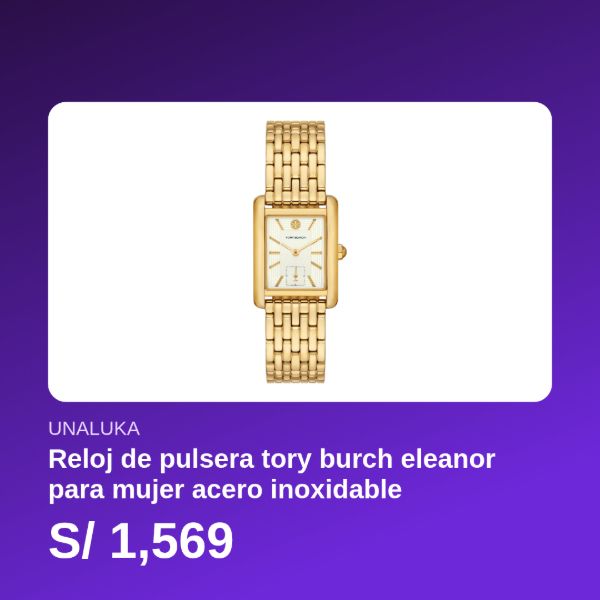 TORY BURCH
UNALUKA
Reloj de pulsera tory burch eleanor
para mujer acero inoxidable
S/ 1,569